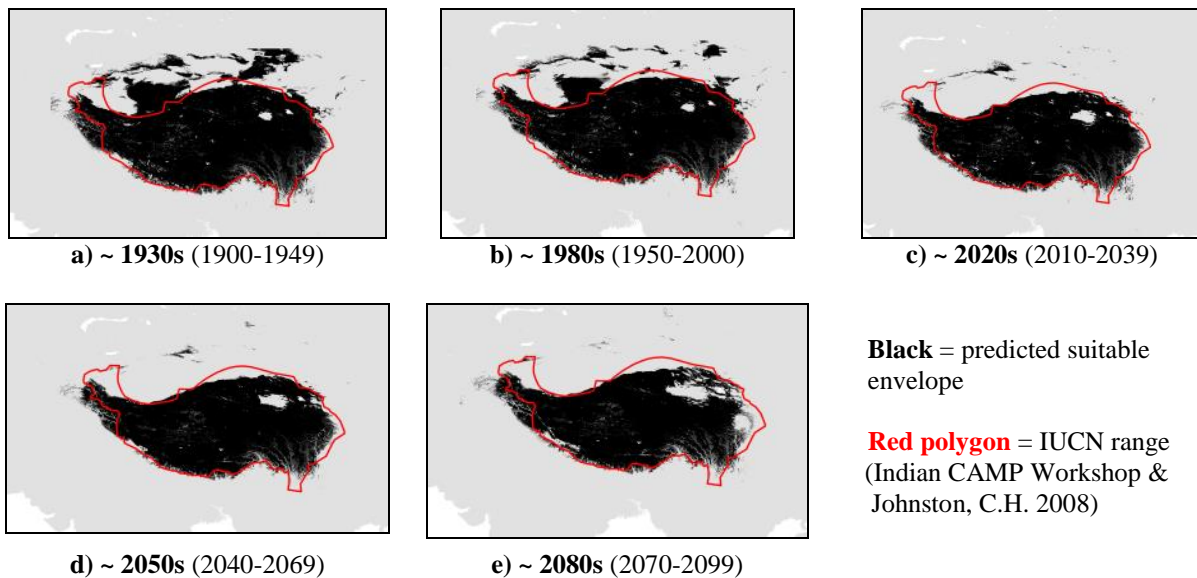 a) ~ 1930s (1900-1949)
b) ~ 1980s (1950-2000)
c) ~ 2020s (2010-2039)
Black = predicted suitable
envelope
Red polygon = IUCN range
(Indian CAMP Workshop &
Johnston, C.H. 2008)
d) ~ 2050s (2040-2069)
e) ~ 2080s (2070-2099)